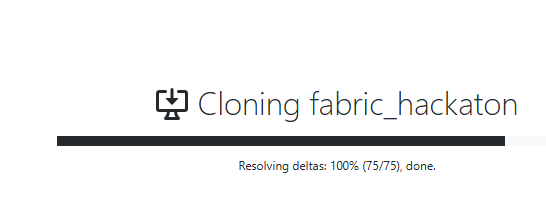 Cloning fabric_hackaton
Resolving deltas: 100% (75/75), done.